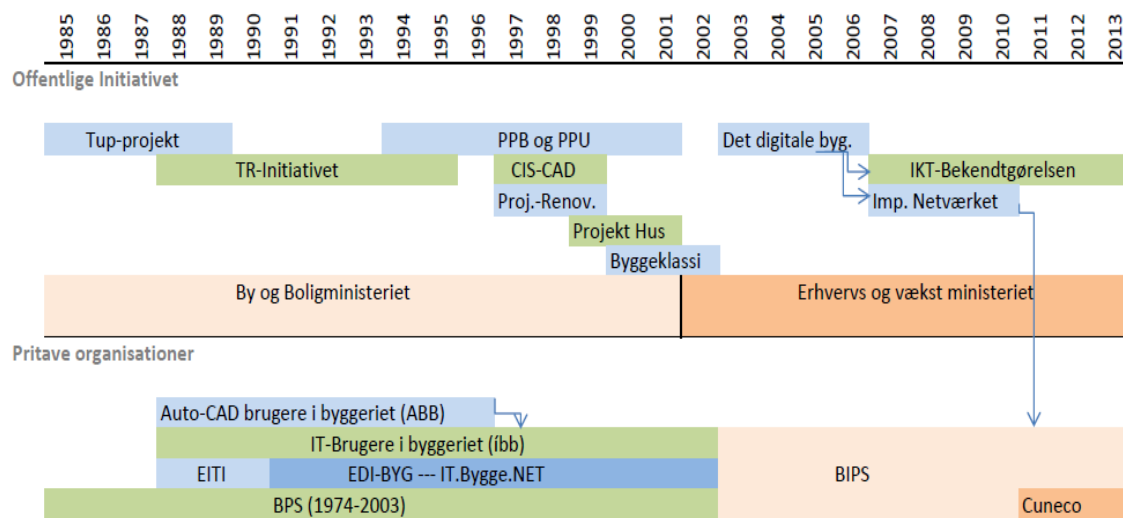 1985 1986 1987 1988 1989 1990 1991 1992 1993 1994 1995 1996 1997 1998 1999 2000 2001 2002 2003 2004 2005 2006 2007 2008 2009 2010 2011 2012 2013
Offentlige Initiativet
Tup-projekt PPB og PPU Det digitale byg.
TR-Initiativet CIS-CAD IKT-Bekendtgørelsen
Proj.-Renov. Imp. Netværket
Projekt Hus
Byggeklassi
By og Boligministeriet Erhvervs og vækst ministeriet
Pritave organisationer
Auto-CAD brugere i byggeriet (ABB)
IT-Brugere i byggeriet (íbb)
EITI EDI-BYG --- IT.Bygge.NET BIPS
BPS (1974-2003) Cuneco